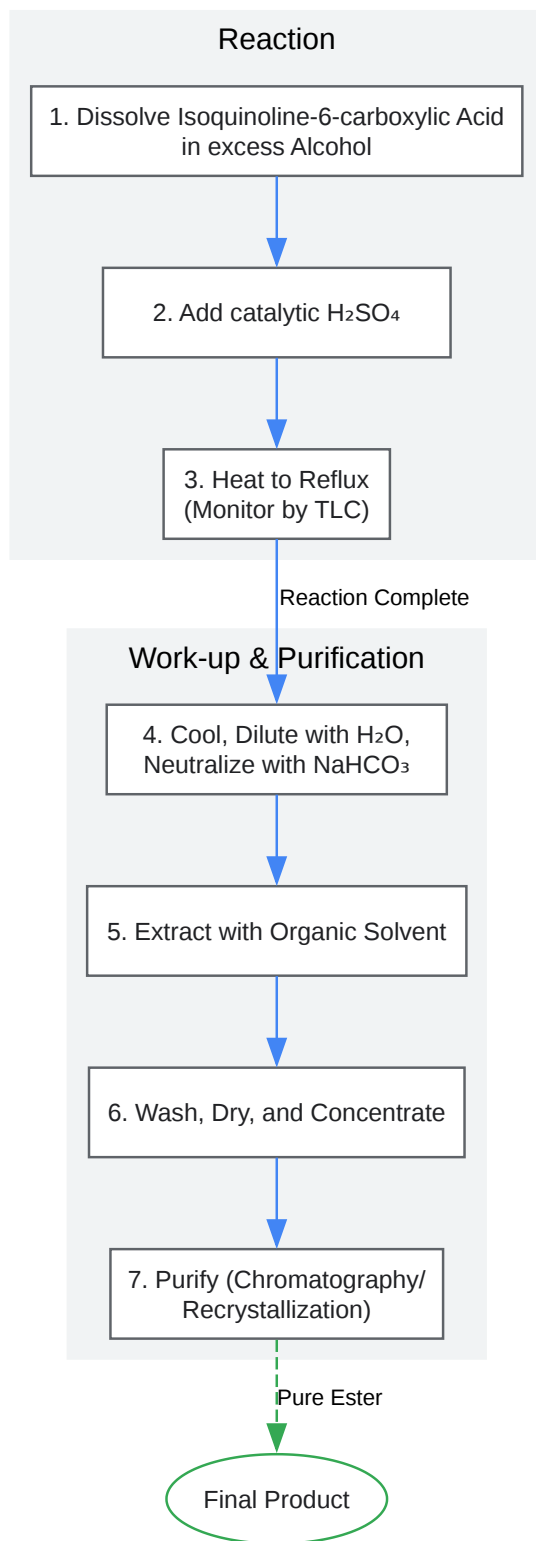 Reaction
1. Dissolve Isoquinoline-6-carboxylic Acid
in excess Alcohol
2. Add catalytic H₂SO₄
3. Heat to Reflux
(Monitor by TLC)
Reaction Complete
Work-up & Purification
4. Cool, Dilute with H₂O,
Neutralize with NaHCO₃
5. Extract with Organic Solvent
6. Wash, Dry, and Concentrate
7. Purify (Chromatography/
Recrystallization)
Pure Ester
Final Product